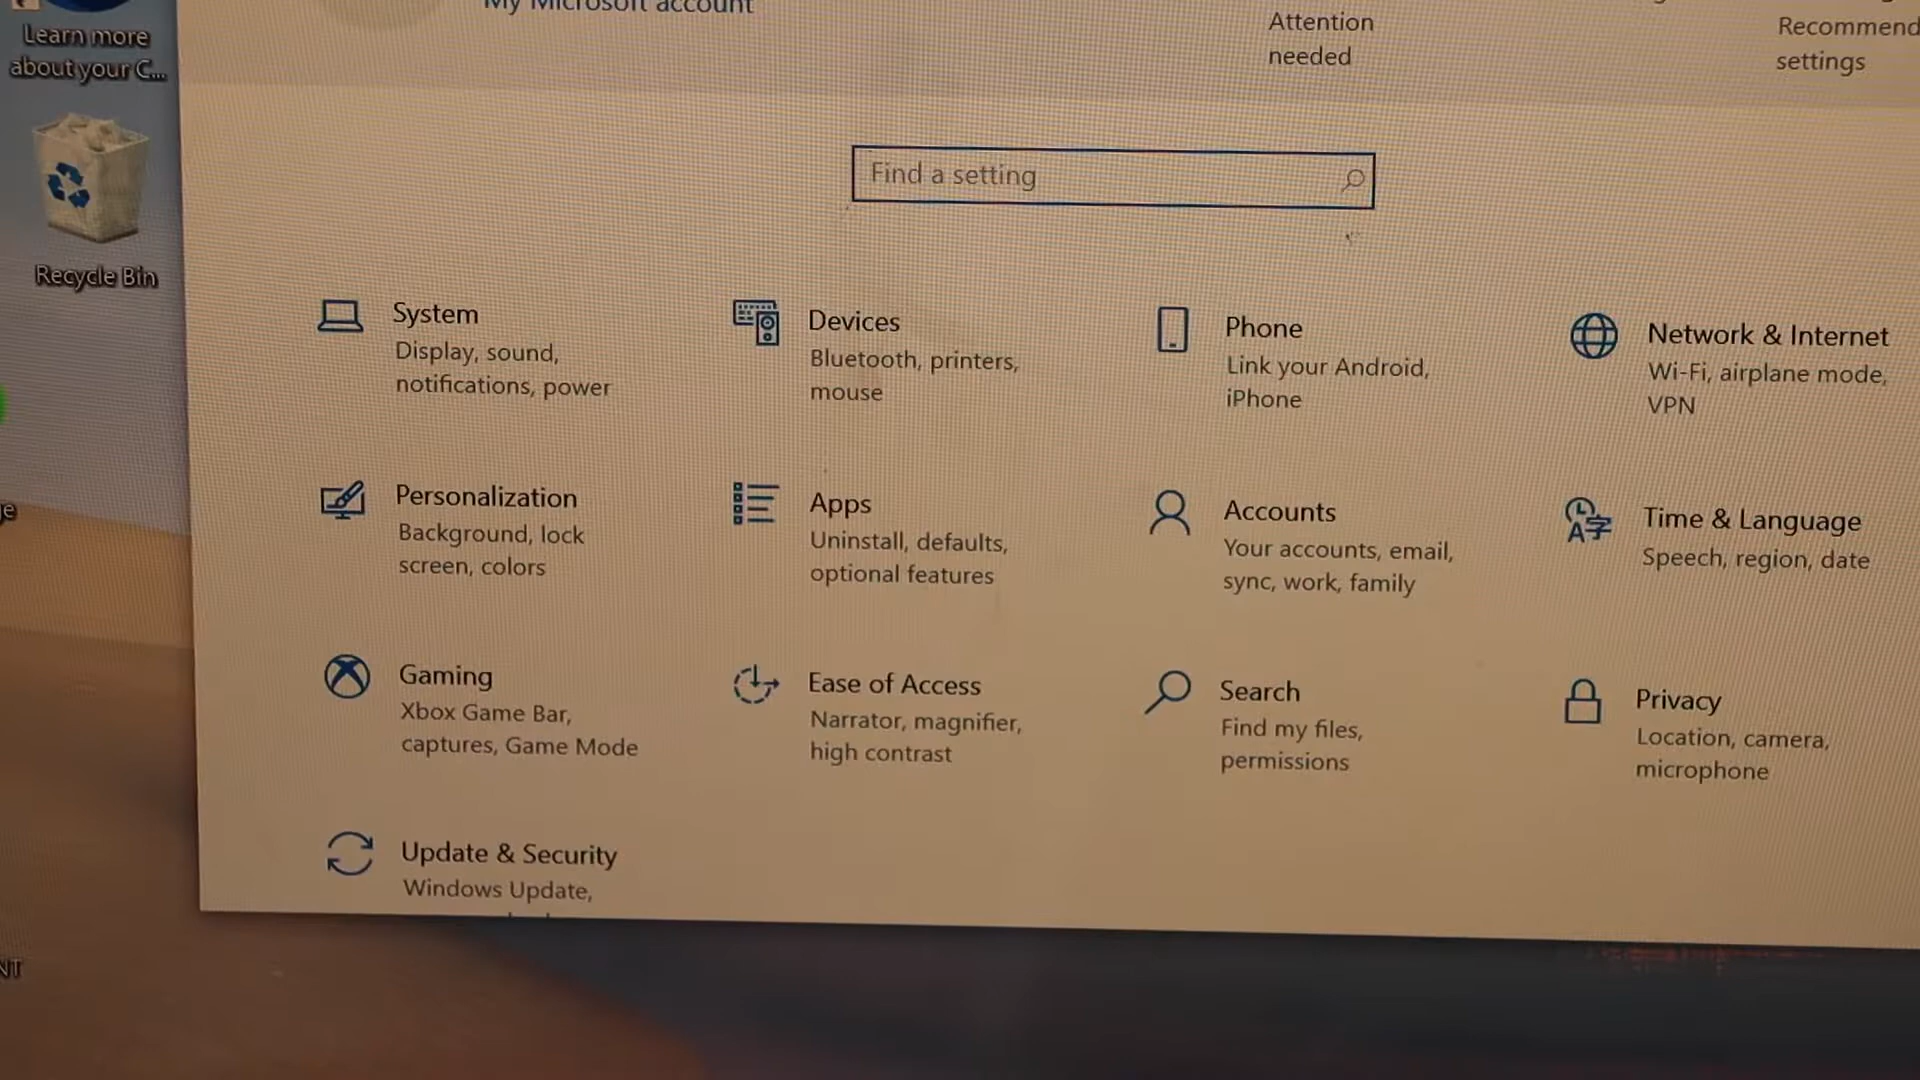 Learn more
about your C...
My Microsoft account
Attention
needed
Recommend
settings
Find a setting
Recycle Bin
System
Display, sound,
notifications, power
Devices
Bluetooth, printers,
mouse
Phone
Link your Android,
iPhone
Network & Internet
Wi-Fi, airplane mode,
VPN
Personalization
Background, lock
screen, colors
Apps
Uninstall, defaults,
optional features
Accounts
Your accounts, email,
sync, work, family
Time & Language
Speech, region, date
Gaming
Xbox Game Bar,
captures, Game Mode
Ease of Access
Narrator, magnifier,
high contrast
Search
Find my files,
permissions
Privacy
Location, camera,
microphone
Update & Security
Windows Update,